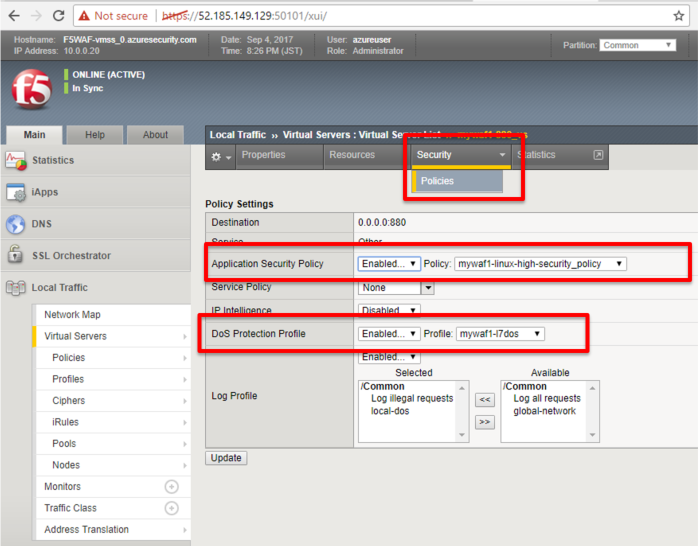 Not secure | https://52.185.149.129:50101/xui/
Hostname: F5WAF-vmss_0.azuresecurity.com Date: Sep 4, 2017 User: azureuser
IP Address: 10.0.0.20 Time: 8:26 PM (JST) Role: Administrator
Partition: Common
f5
ONLINE (ACTIVE)
In Sync
Main Help About
Local Traffic ›› Virtual Servers : Virtual Server List
Properties Resources Security Statistics
Policies
Statistics
iApps
DNS
SSL Orchestrator
Local Traffic
Network Map
Virtual Servers
Policies
Profiles
Ciphers
iRules
Pools
Nodes
Monitors
Traffic Class
Address Translation
Policy Settings
Destination 0.0.0.0:880
Service Other
Application Security Policy Enabled... Policy: mywaf1-linux-high-security_policy
Service Policy None
IP Intelligence Disabled
DoS Protection Profile Enabled... Profile: mywaf1-l7dos
Enabled...
Selected Available
Log Profile
/Common /Common
Log illegal requests Log all requests
local-dos global-network
<<
>>
Update